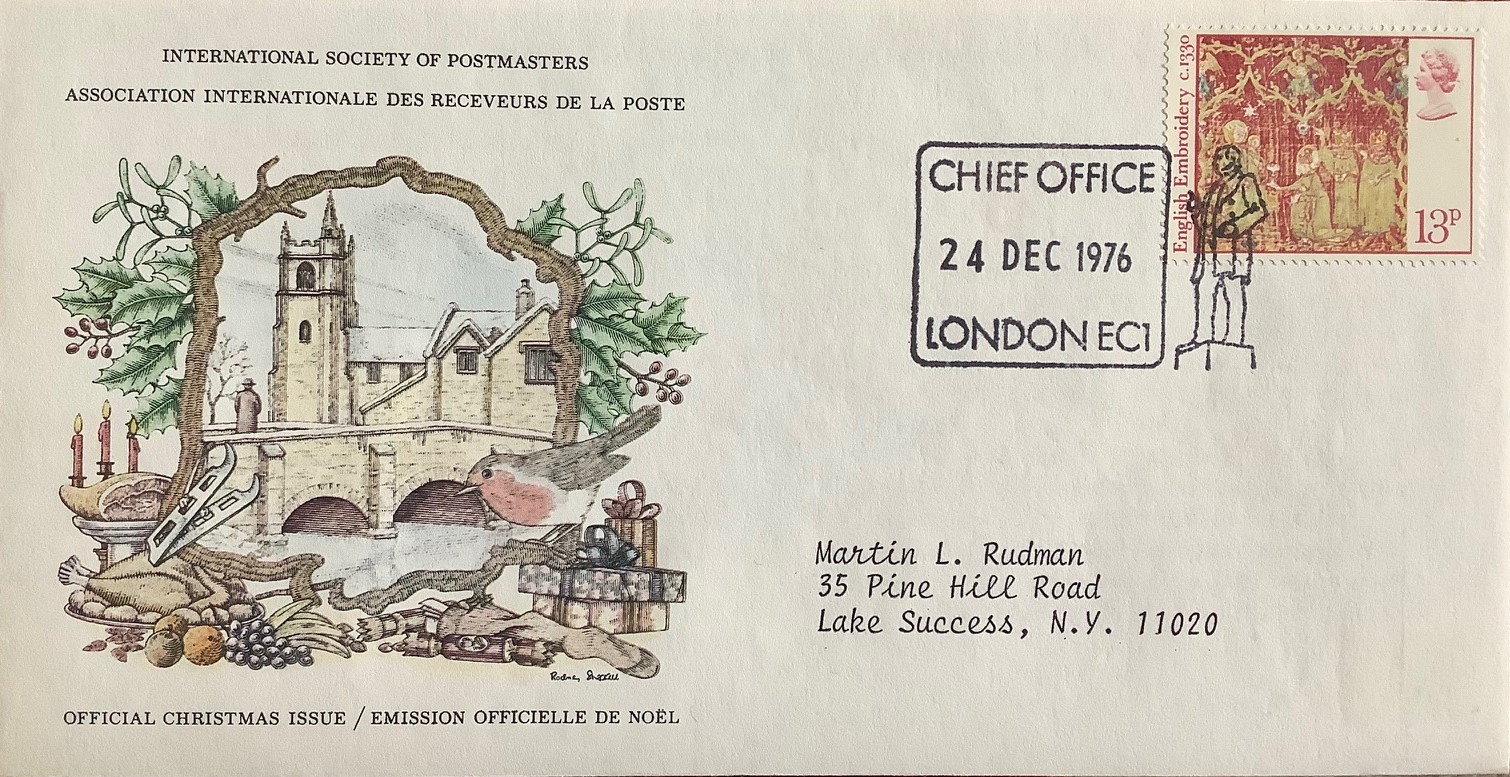 INTERNATIONAL SOCIETY OF POSTMASTERS
ASSOCIATION INTERNATIONALE DES RECEVEURS DE LA POSTE
English Embroidery c.1330
13P
CHIEF OFFICE
24 DEC 1976
LONDON EC1
Martin L. Rudman
35 Pine Hill Road
Lake Success, N.Y. 11020
Rodney
OFFICIAL CHRISTMAS ISSUE / EMISSION OFFICIELLE DE NOËL